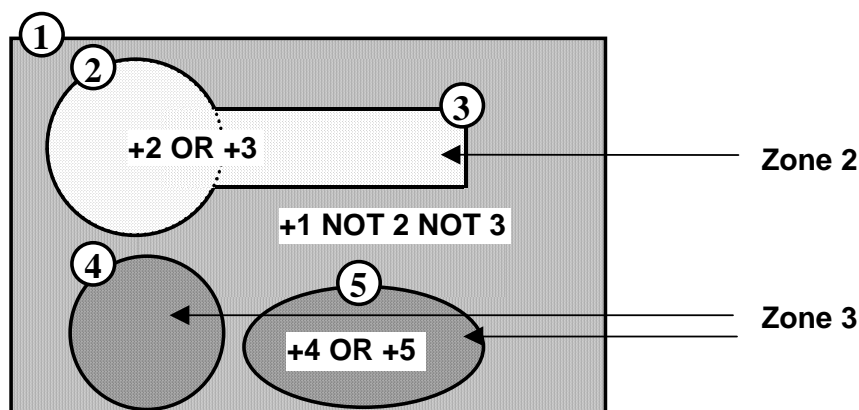 1
2
3
+2 OR +3
Zone 2
+1 NOT 2 NOT 3
4
5
Zone 3
+4 OR +5